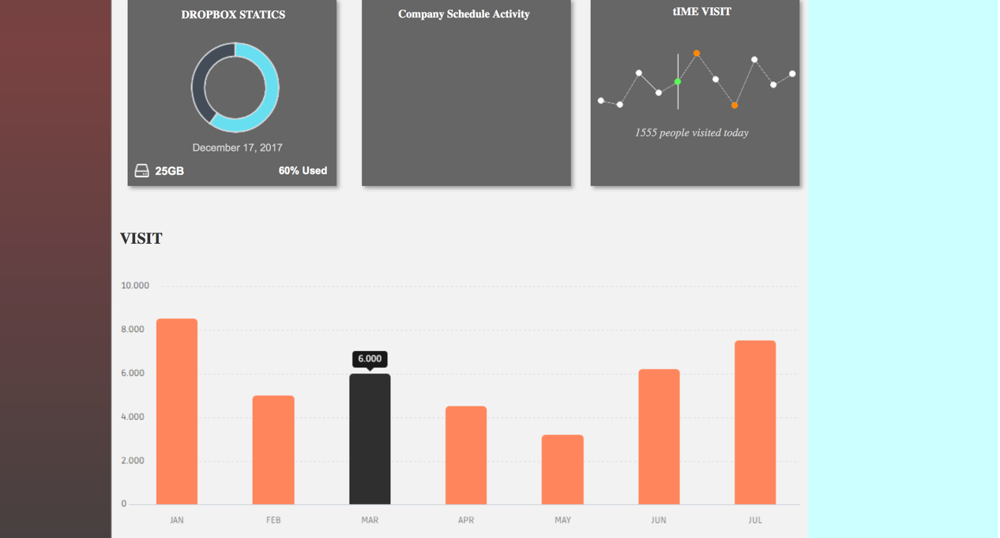 DROPBOX STATICS
December 17, 2017
25GB 60% Used
Company Schedule Activity
tIME VISIT
1555 people visited today
VISIT
10.000
8.000
6.000
6.000
4.000
2.000
0
JAN FEB MAR APR MAY JUN JUL